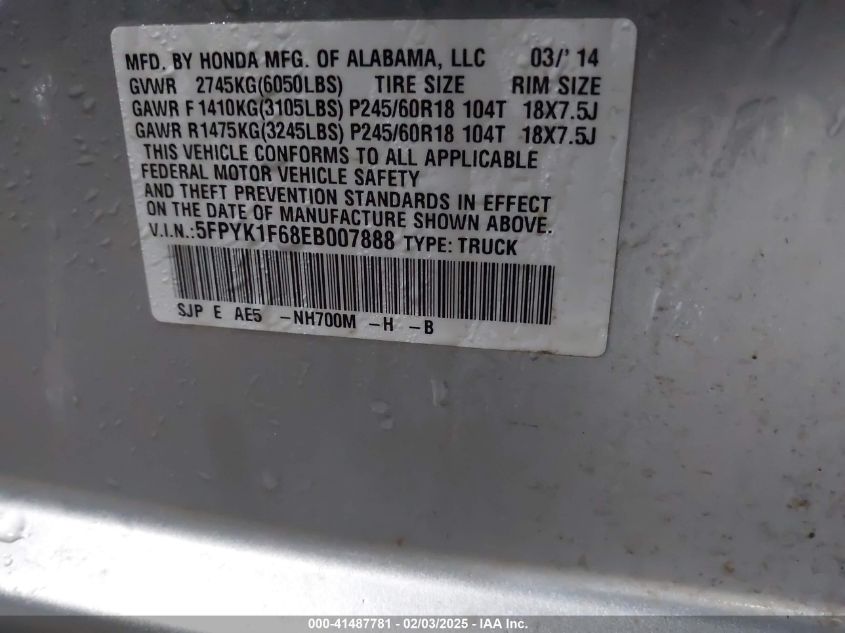 MFD. BY HONDA MFG. OF ALABAMA, LLC 03/' 14
GVWR 2745KG(6050LBS) TIRE SIZE RIM SIZE
GAWR F1410KG(3105LBS) P245/60R18 104T 18X7.5J
GAWR R1475KG(3245LBS) P245/60R18 104T 18X7.5J
THIS VEHICLE CONFORMS TO ALL APPLICABLE
FEDERAL MOTOR VEHICLE SAFETY
AND THEFT PREVENTION STANDARDS IN EFFECT
ON THE DATE OF MANUFACTURE SHOWN ABOVE.
V.I.N.:5FPYK1F68EB007888 TYPE: TRUCK
SJP E AE5 -NH700M -H -B
000-41487781 - 02/03/2025 - IAA Inc.